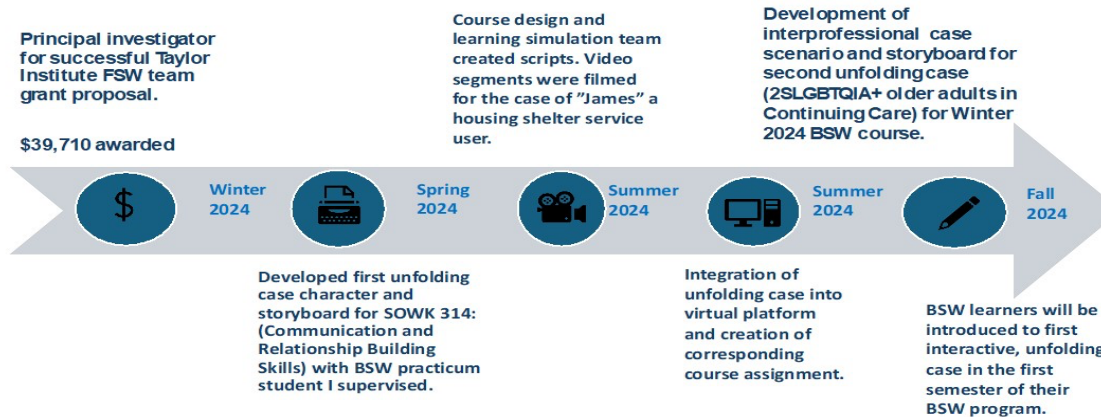 Principal investigator
for successful Taylor
Institute FSW team
grant proposal.
$39,710 awarded
Course design and
learning simulation team
created scripts. Video
segments were filmed
for the case of ”James” a
housing shelter service
user.
Development of
interprofessional case
scenario and storyboard for
second unfolding case
(2SLGBTQIA+ older adults in
Continuing Care) for Winter
2024 BSW course.
$
Winter
2024
Spring
2024
Summer
2024
Summer
2024
Fall
2024
Developed first unfolding
case character and
storyboard for SOWK 314:
(Communication and
Relationship Building
Skills) with BSW practicum
student I supervised.
Integration of
unfolding case into
virtual platform
and creation of
corresponding
course assignment.
BSW learners will be
introduced to first
interactive, unfolding
case in the first
semester of their
BSW program.